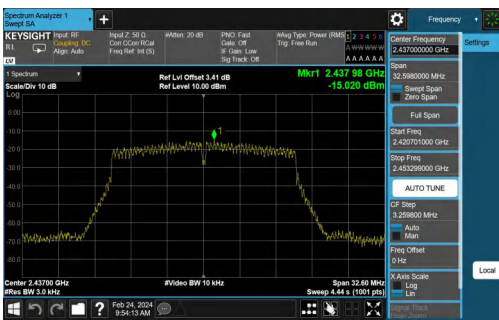 Spectrum Analyzer 1
Swept SA
+
Frequency
KEYSIGHT
Input: RF
Input Z: 50 Ω
#Atten: 20 dB
PNO: Fast
#Avg Type: Power (RMS
1 2 3 4 5 6
RL
Coupling: DC
Corr CCorr RCal
Gate: Off
Trig: Free Run
A W W W W W
Align: Auto
Freq Ref: Int (S)
IF Gain: Low
A A A A A A
Sig Track: Off
LV
1 Spectrum
Ref Lvl Offset 3.41 dB
Mkr1 2.437 98 GHz
Scale/Div 10 dB
Ref Level 10.00 dBm
-15.020 dBm
Log
0.00
-10.0
-20.0
-30.0
-40.0
-50.0
-60.0
-70.0
-80.0
1
Center 2.43700 GHz
#Video BW 10 kHz
Span 32.60 MHz
#Res BW 3.0 kHz
Sweep 4.44 s (1001 pts)
Feb 24, 2024
9:54:13 AM
?
Center Frequency
2.437000000 GHz
Settings
Span
32.5980000 MHz
Swept Span
Zero Span
Full Span
Start Freq
2.420701000 GHz
Stop Freq
2.453299000 GHz
AUTO TUNE
CF Step
3.259800 MHz
Auto
Man
Freq Offset
0 Hz
X Axis Scale
Log
Lin
Local
Signal Track